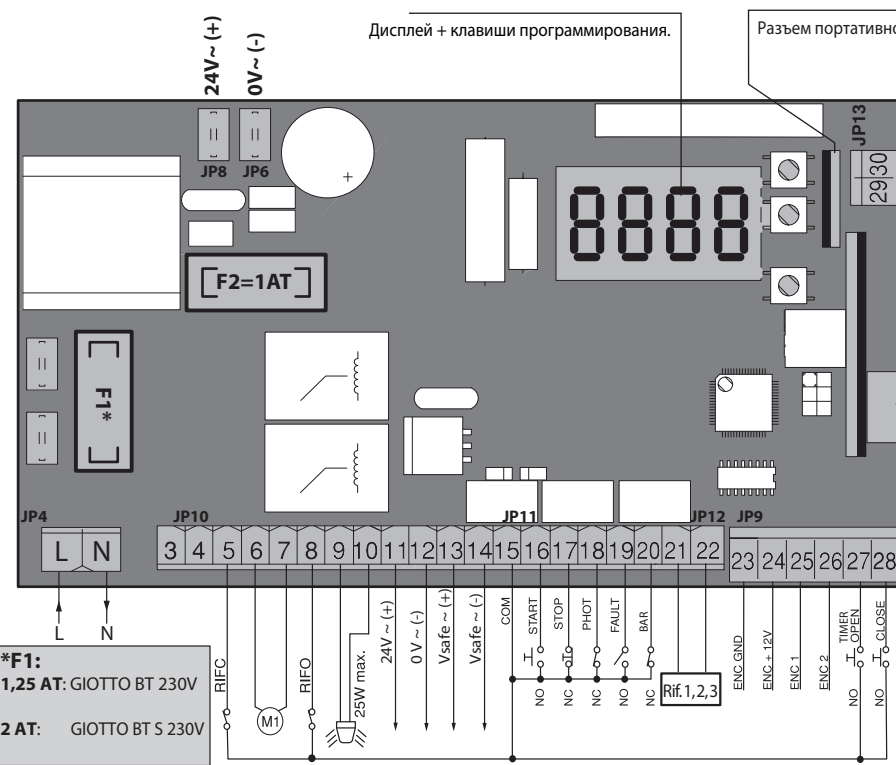 Дисплей + клавиши программирования.
Разъем портативно
24V~ (+)
0V~ (-)
JP8
JP6
+
JP13
29 30
8888
F2=1AT
F1*
JP4
JP10
JP11
JP12
JP9
L N
3 4 5 6 7 8 9 10 11 12 13 14 15 16 17 18 19 20 21 22
23 24 25 26 27 28
L N
RIFC
M1
RIFO
25W max.
24V ~ (+)
0 V ~ (-)
Vsafe ~ (+)
Vsafe ~ (-)
COM
START
STOP
PHOT
FAULT
BAR
NO
NC
NC
NO
NC
Rif. 1, 2, 3
ENC GND
ENC + 12V
ENC 1
ENC 2
TIMER
OPEN
CLOSE
NO
NO
*F1:
1,25 AT: GIOTTO BT 230V
2 AT: GIOTTO BT S 230V